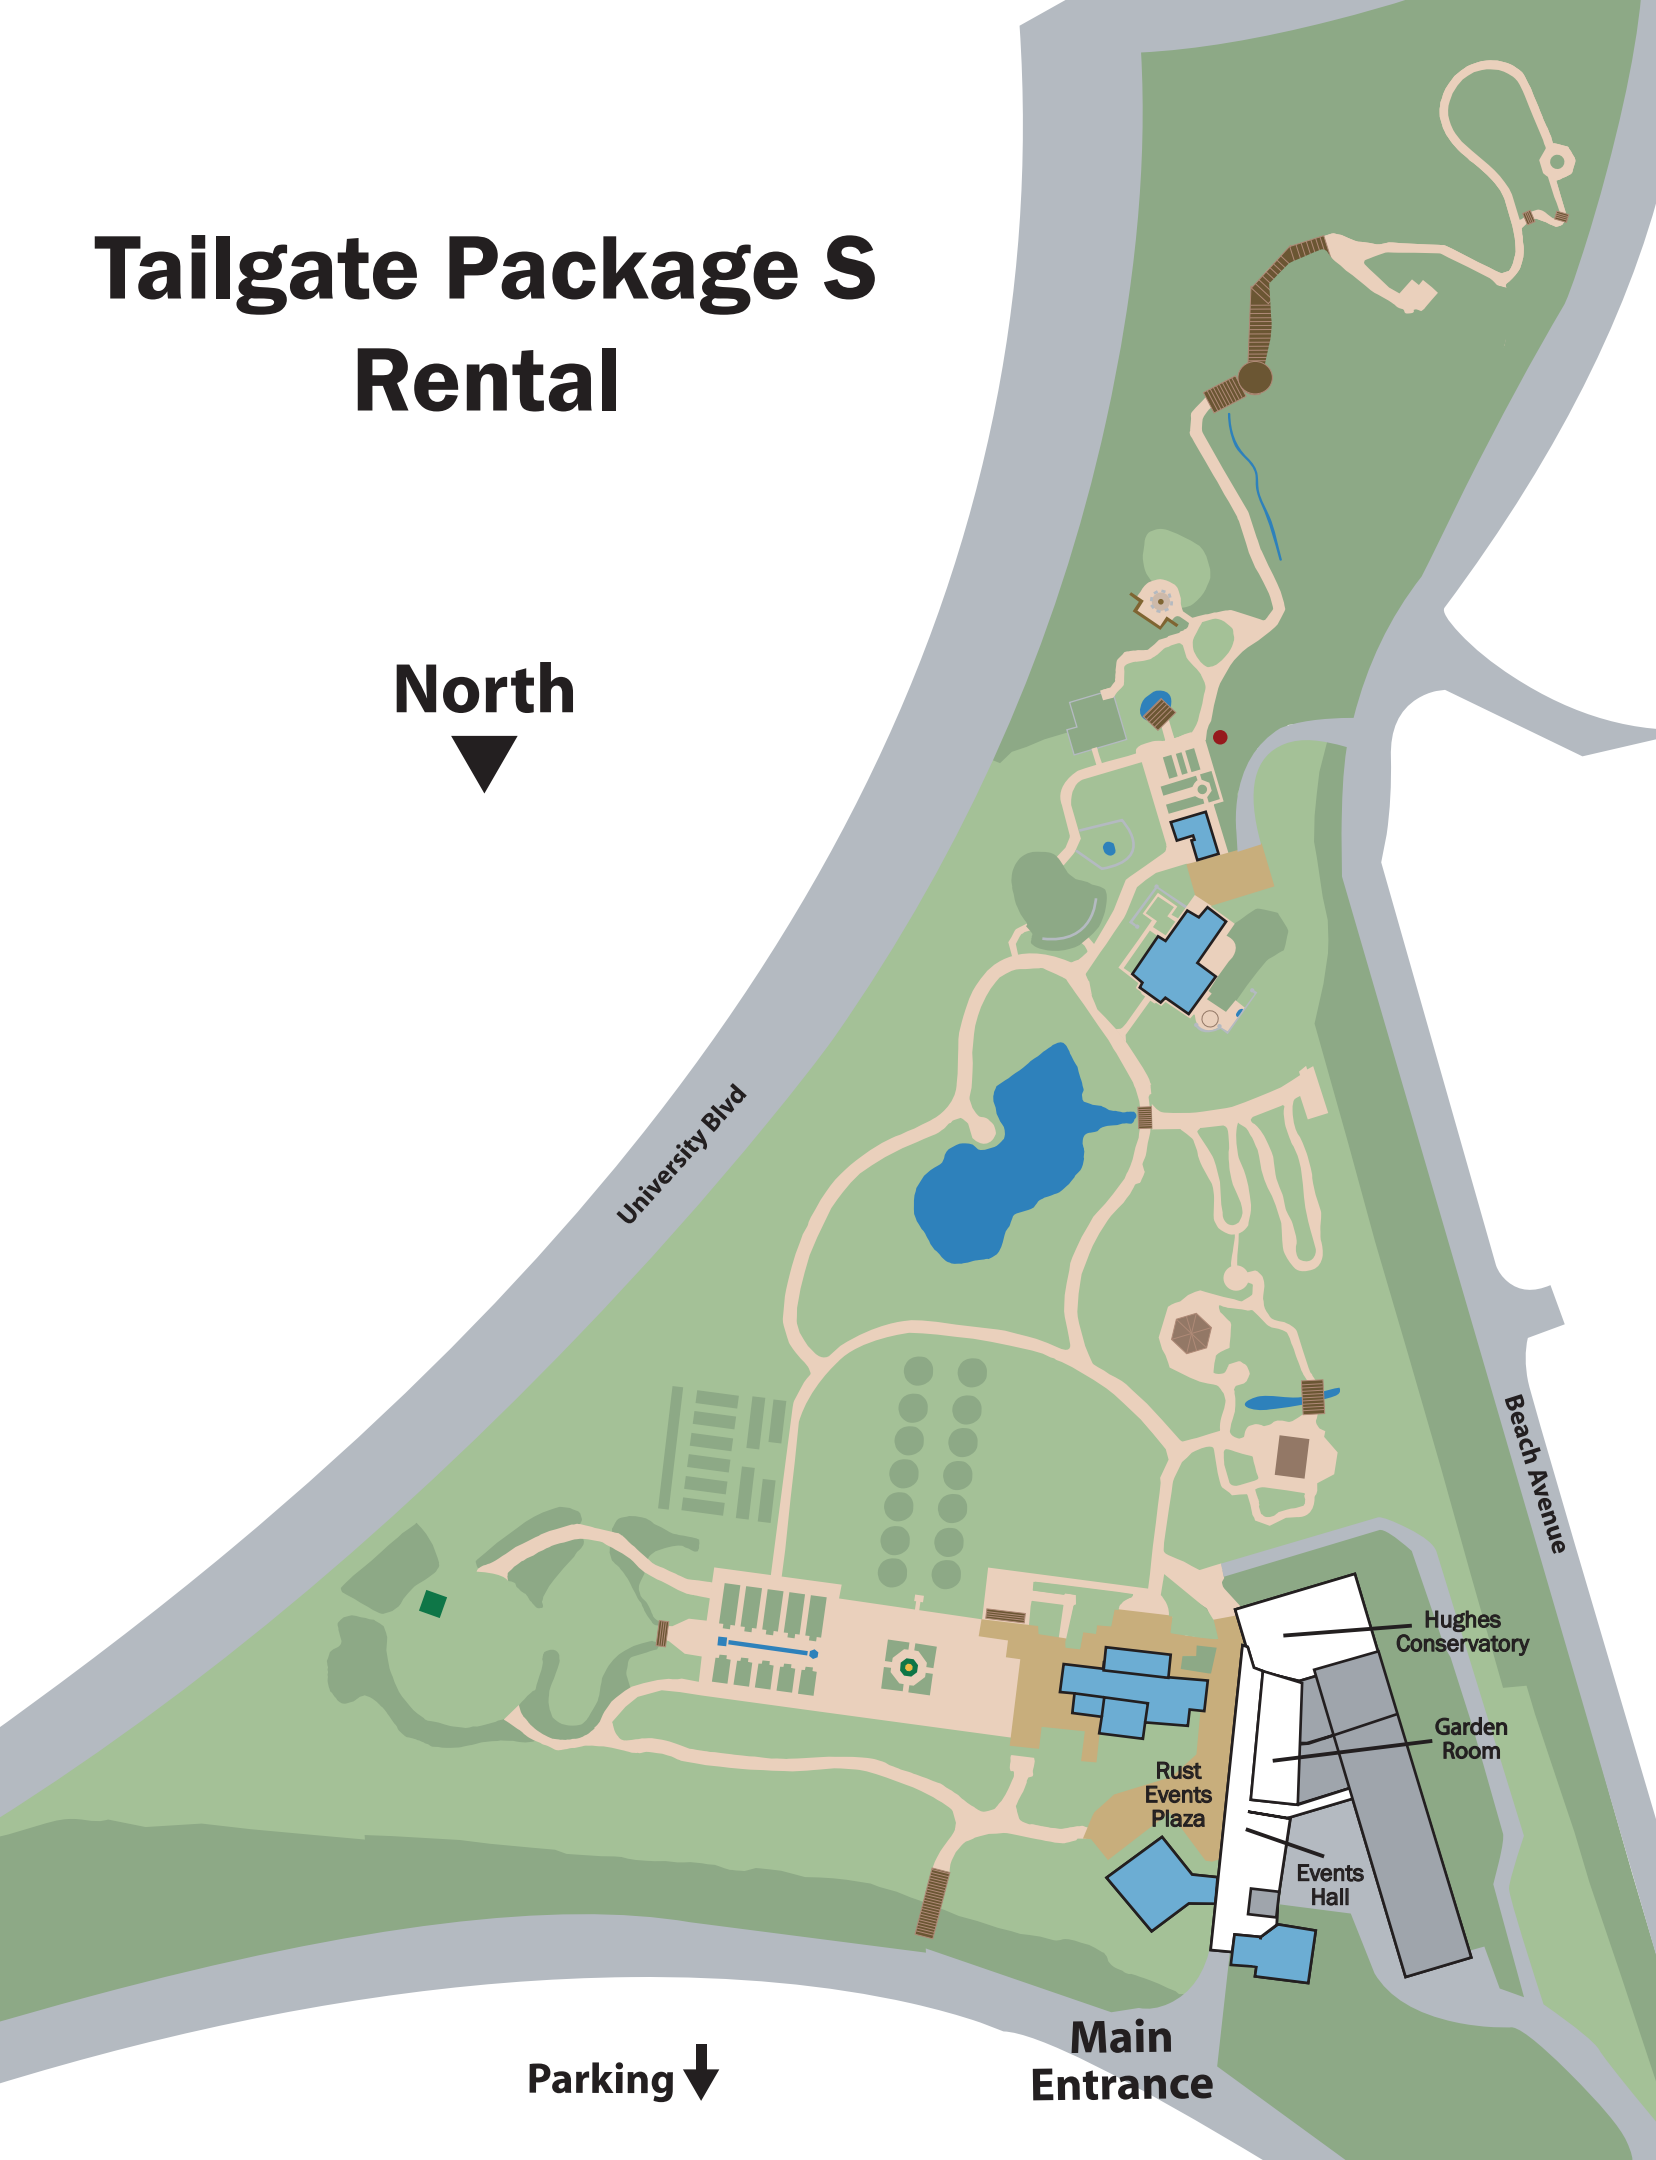 Tailgate Package S
Rental
North
University Blvd
Beach Avenue
Hughes
Conservatory
Garden
Room
Rust
Events
Plaza
Events
Hall
Main
Entrance
Parking